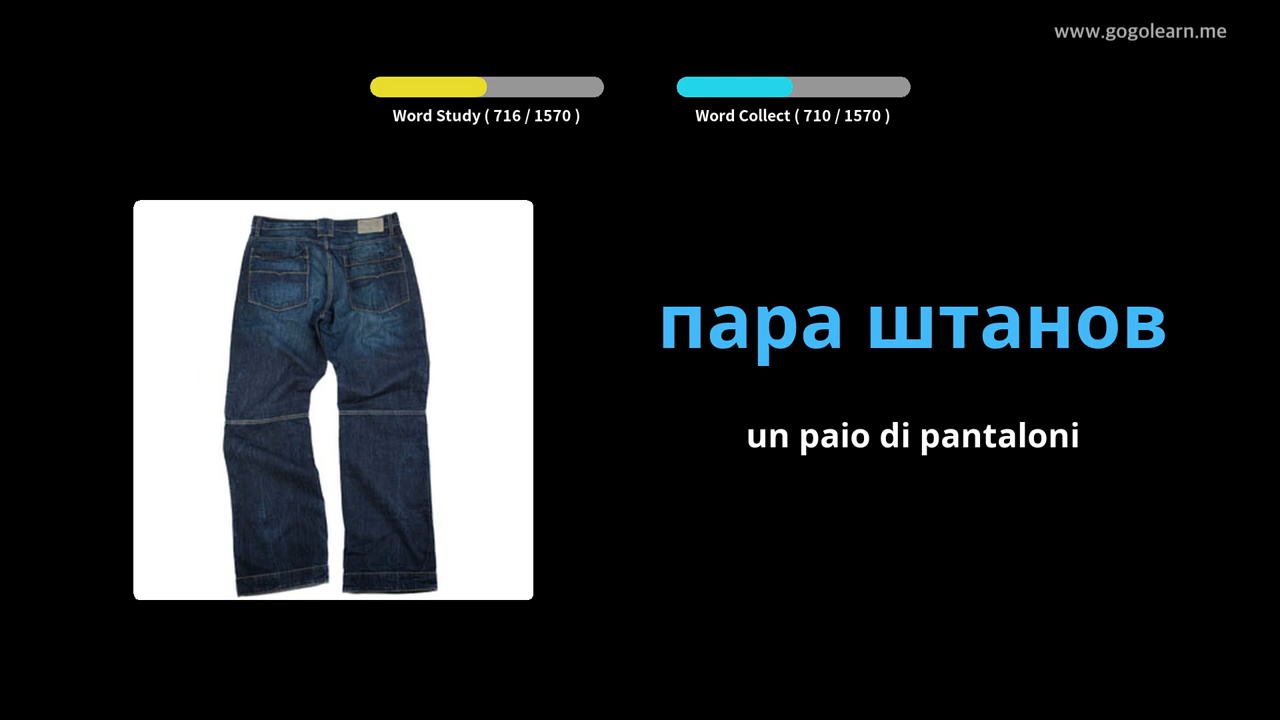 www.gogolearn.me
Word Study ( 716 / 1570 )
Word Collect ( 710 / 1570 )
пара штанов
un paio di pantaloni